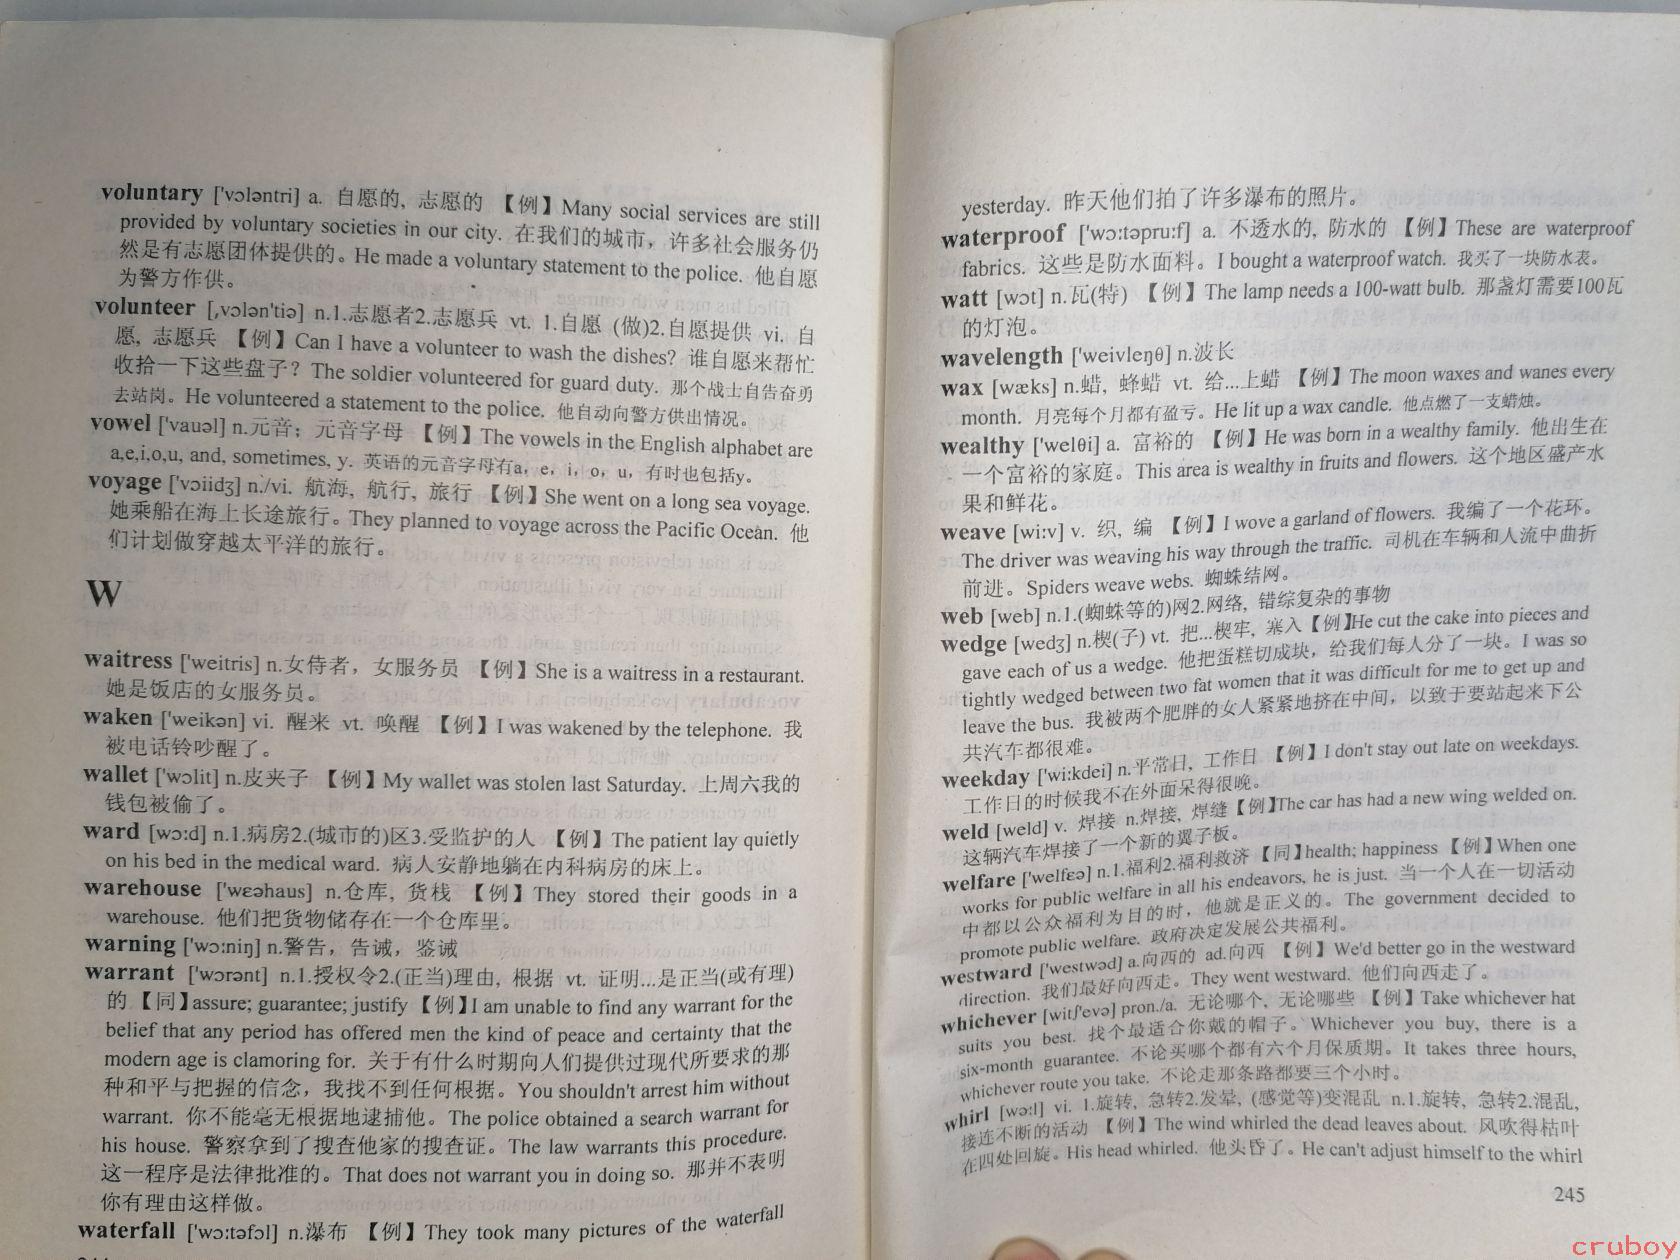 voluntary ['vɔləntri] a. 自愿的, 志愿的 【例】Many social services are still
provided by voluntary societies in our city. 在我们的城市，许多社会服务仍
然是有志愿团体提供的。He made a voluntary statement to the police. 他自愿
为警方作供。
volunteer [,vɔlən'tiə] n.1.志愿者2.志愿兵 vt. 1.自愿 (做)2.自愿提供 vi. 自
愿, 志愿兵 【例】Can I have a volunteer to wash the dishes? 谁自愿来帮忙
收拾一下这些盘子？The soldier volunteered for guard duty. 那个战士自告奋勇
去站岗。He volunteered a statement to the police. 他自动向警方供出情况。
vowel ['vauəl] n.元音；元音字母 【例】The vowels in the English alphabet are
a,e,i,o,u, and, sometimes, y. 英语的元音字母有a，e，i，o，u，有时也包括y。
voyage ['vɔiidʒ] n./vi. 航海, 航行, 旅行 【例】She went on a long sea voyage.
她乘船在海上长途旅行。They planned to voyage across the Pacific Ocean. 他
们计划做穿越太平洋的旅行。
W
waitress ['weitris] n.女侍者，女服务员 【例】She is a waitress in a restaurant.
她是饭店的女服务员。
waken ['weikən] vi. 醒来 vt. 唤醒 【例】I was wakened by the telephone. 我
被电话铃吵醒了。
wallet ['wɔlit] n.皮夹子 【例】My wallet was stolen last Saturday. 上周六我的
钱包被偷了。
ward [wɔ:d] n.1.病房2.(城市的)区3.受监护的人 【例】The patient lay quietly
on his bed in the medical ward. 病人安静地躺在内科病房的床上。
warehouse ['wɛəhaus] n.仓库, 货栈 【例】They stored their goods in a
warehouse. 他们把货物储存在一个仓库里。
warning ['wɔ:niŋ] n.警告，告诫，鉴诫
warrant ['wɔrənt] n.1.授权令2.(正当)理由, 根据 vt. 证明...是正当(或有理)
的 【同】assure; guarantee; justify 【例】I am unable to find any warrant for the
belief that any period has offered men the kind of peace and certainty that the
modern age is clamoring for. 关于有什么时期向人们提供过现代所要求的那
种和平与把握的信念，我找不到任何根据。You shouldn't arrest him without
warrant. 你不能毫无根据地逮捕他。The police obtained a search warrant for
his house. 警察拿到了搜查他家的搜查证。The law warrants this procedure.
这一程序是法律批准的。That does not warrant you in doing so. 那并不表明
你有理由这样做。
waterfall ['wɔ:təfɔl] n.瀑布 【例】They took many pictures of the waterfall
yesterday. 昨天他们拍了许多瀑布的照片。
waterproof ['wɔ:təpru:f] a. 不透水的, 防水的 【例】These are waterproof
fabrics. 这些是防水面料。I bought a waterproof watch. 我买了一块防水表。
watt [wɔt] n.瓦(特) 【例】The lamp needs a 100-watt bulb. 那盏灯需要100瓦
的灯泡。
wavelength ['weivleŋθ] n.波长
wax [wæks] n.蜡, 蜂蜡 vt. 给...上蜡 【例】The moon waxes and wanes every
month. 月亮每个月都有盈亏。He lit up a wax candle. 他点燃了一支蜡烛。
wealthy ['welθi] a. 富裕的 【例】He was born in a wealthy family. 他出生在
一个富裕的家庭。This area is wealthy in fruits and flowers. 这个地区盛产水
果和鲜花。
weave [wi:v] v. 织, 编 【例】I wove a garland of flowers. 我编了一个花环。
The driver was weaving his way through the traffic. 司机在车辆和人流中曲折
前进。Spiders weave webs. 蜘蛛结网。
web [web] n.1.(蜘蛛等的)网2.网络, 错综复杂的事物
wedge [wedʒ] n.楔(子) vt. 把...楔牢, 塞入【例】He cut the cake into pieces and
gave each of us a wedge. 他把蛋糕切成块，给我们每人分了一块。I was so
tightly wedged between two fat women that it was difficult for me to get up and
leave the bus. 我被两个肥胖的女人紧紧地挤在中间，以致于要站起来下公
共汽车都很难。
weekday ['wi:kdei] n.平常日, 工作日 【例】I don't stay out late on weekdays.
工作日的时候我不在外面呆得很晚。
weld [weld] v. 焊接 n.焊接, 焊缝【例】The car has had a new wing welded on.
这辆汽车焊接了一个新的翼子板。
welfare ['welfɛə] n.1.福利2.福利救济 【同】health; happiness 【例】When one
works for public welfare in all his endeavors, he is just. 当一个人在一切活动
中都以公众福利为目的时，他就是正义的。The government decided to
promote public welfare. 政府决定发展公共福利。
westward ['westwəd] a.向西的 ad.向西 【例】We'd better go in the westward
direction. 我们最好向西走。They went westward. 他们向西走了。
whichever [witʃ'evə] pron./a. 无论哪个, 无论哪些 【例】Take whichever hat
suits you best. 找个最适合你戴的帽子。Whichever you buy, there is a
six-month guarantee. 不论买哪个都有六个月保质期。It takes three hours,
whichever route you take. 不论走那条路都要三个小时。
whirl [wə:l] vi. 1.旋转, 急转2.发晕, (感觉等)变混乱 n.1.旋转, 急转2.混乱,
接连不断的活动 【例】The wind whirled the dead leaves about. 风吹得枯叶
在四处回旋。His head whirled. 他头昏了。He can't adjust himself to the whirl
245
cruboy